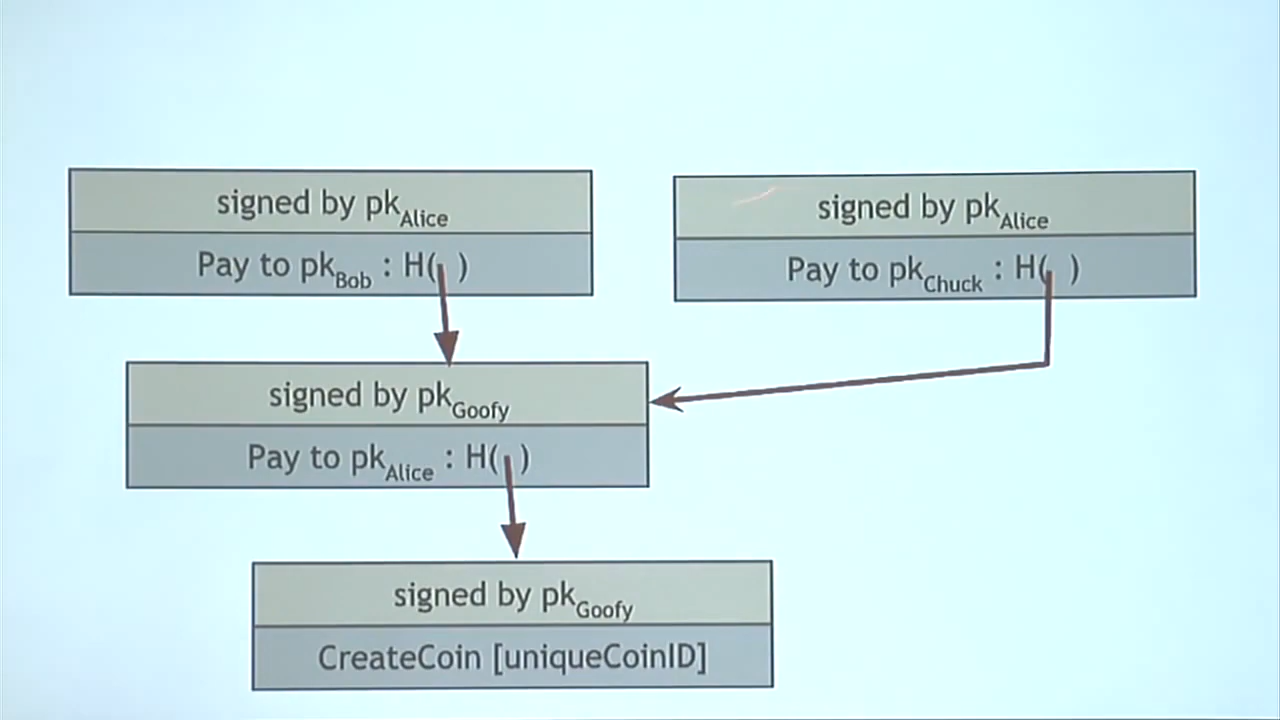 signed by pkAlice
Pay to pkBob : H( )
signed by pkAlice
Pay to pkChuck : H( )
signed by pkGoofy
Pay to pkAlice : H( )
signed by pkGoofy
CreateCoin [uniqueCoinID]